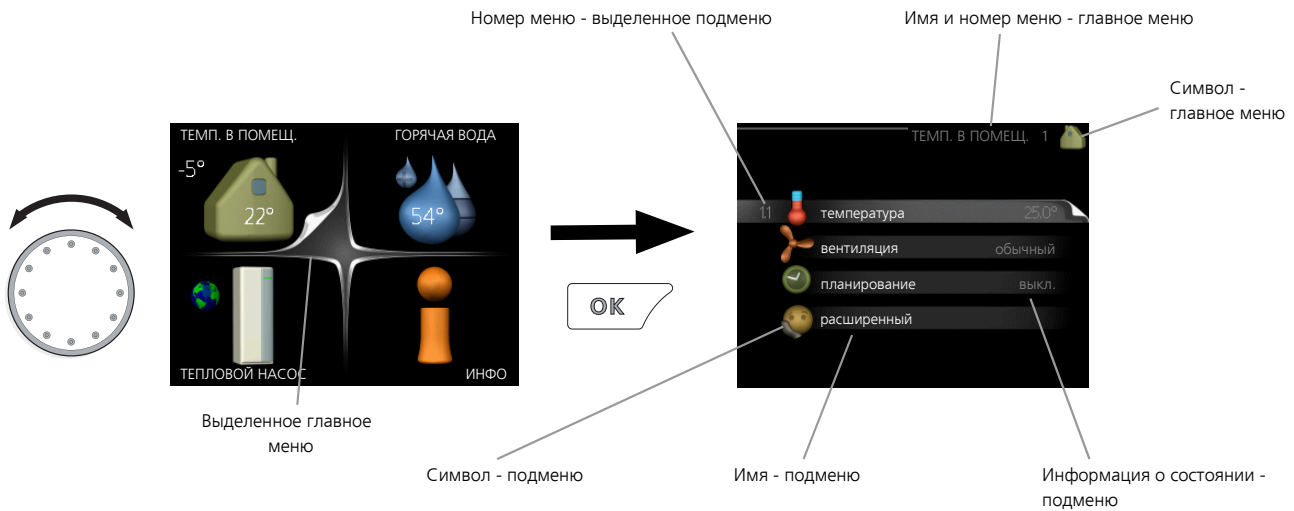 Номер меню - выделенное подменю
Имя и номер меню - главное меню
Символ -
главное меню
ТЕМП. В ПОМЕЩ.
ГОРЯЧАЯ ВОДА
-5°
22°
54°
ТЕПЛОВОЙ НАСОС
ИНФО
Выделенное главное
меню
OK
ТЕМП. В ПОМЕЩ. 1
1.1 температура 25.0°
вентиляция обычный
планирование выкл.
расширенный
Символ - подменю
Имя - подменю
Информация о состоянии -
подменю